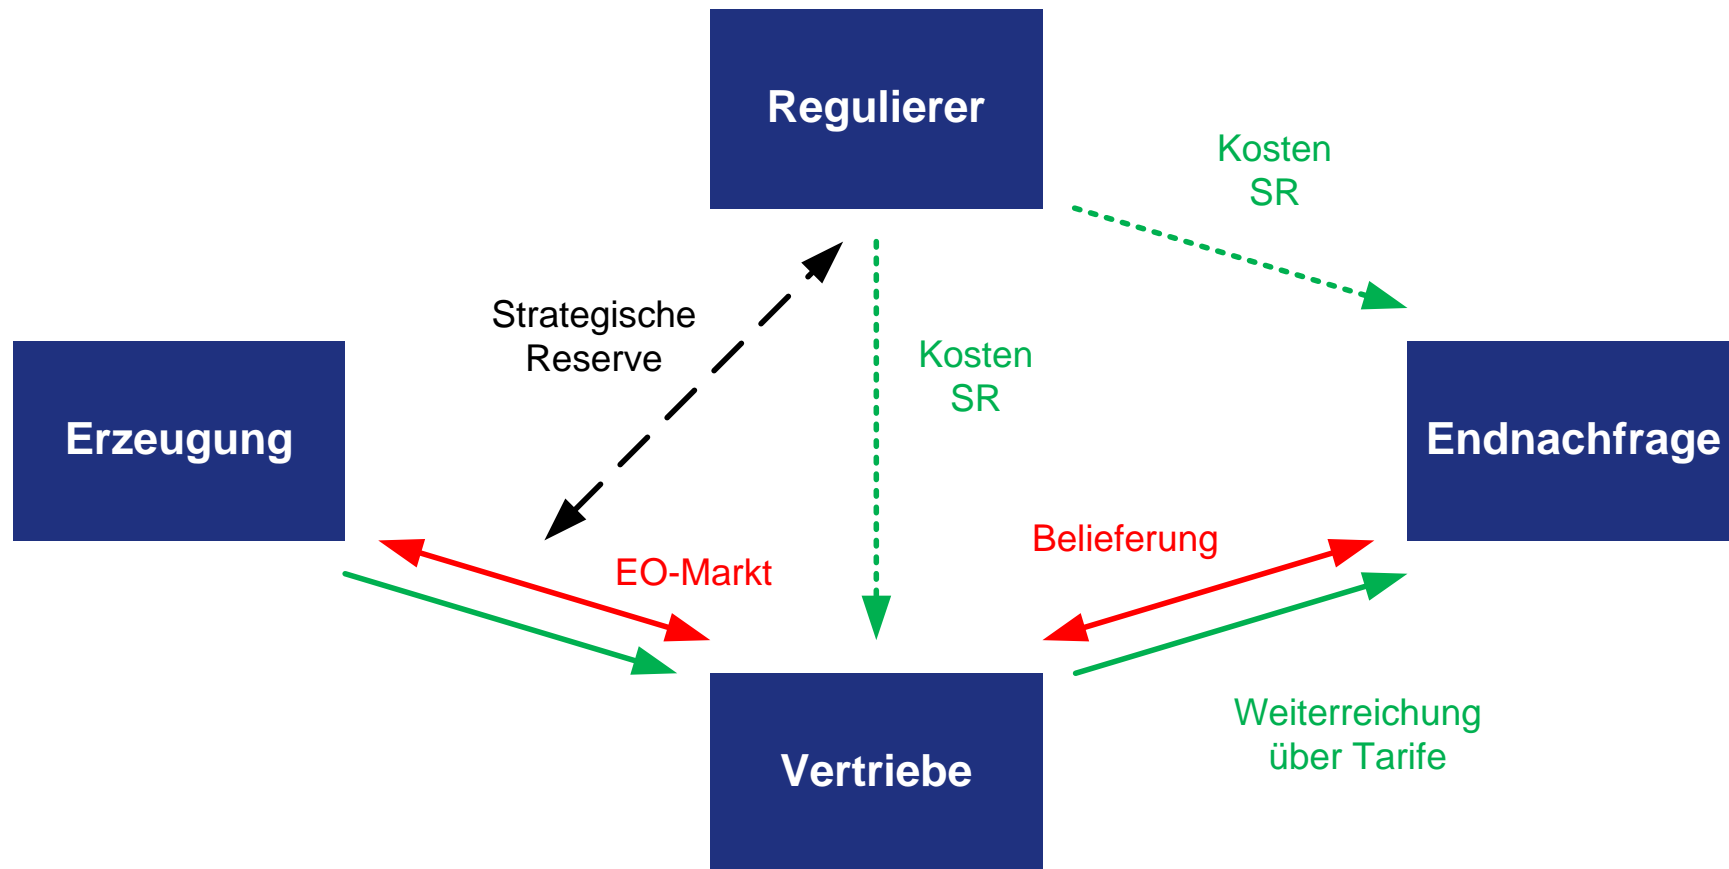 Regulierer
Kosten
SR
Strategische
Reserve
Kosten
SR
Erzeugung
Endnachfrage
EO-Markt
Belieferung
Weiterreichung
über Tarife
Vertriebe